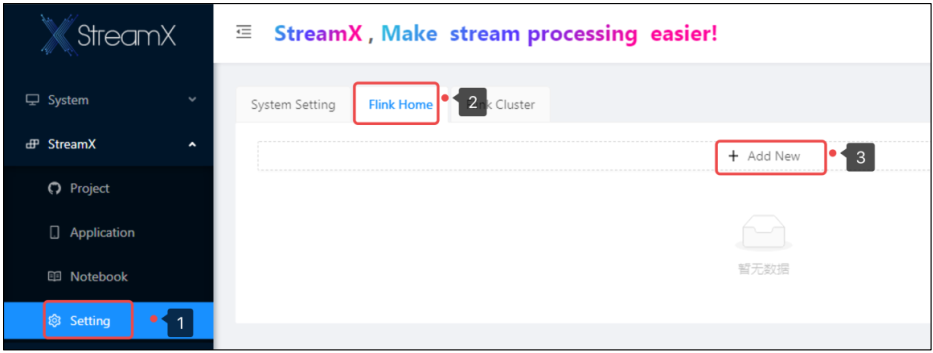 StreamX
StreamX , Make stream processing easier!
System
System Setting
Flink Home
2
k Cluster
StreamX
+ Add New
3
Project
Application
Notebook
暂无数据
Setting
1